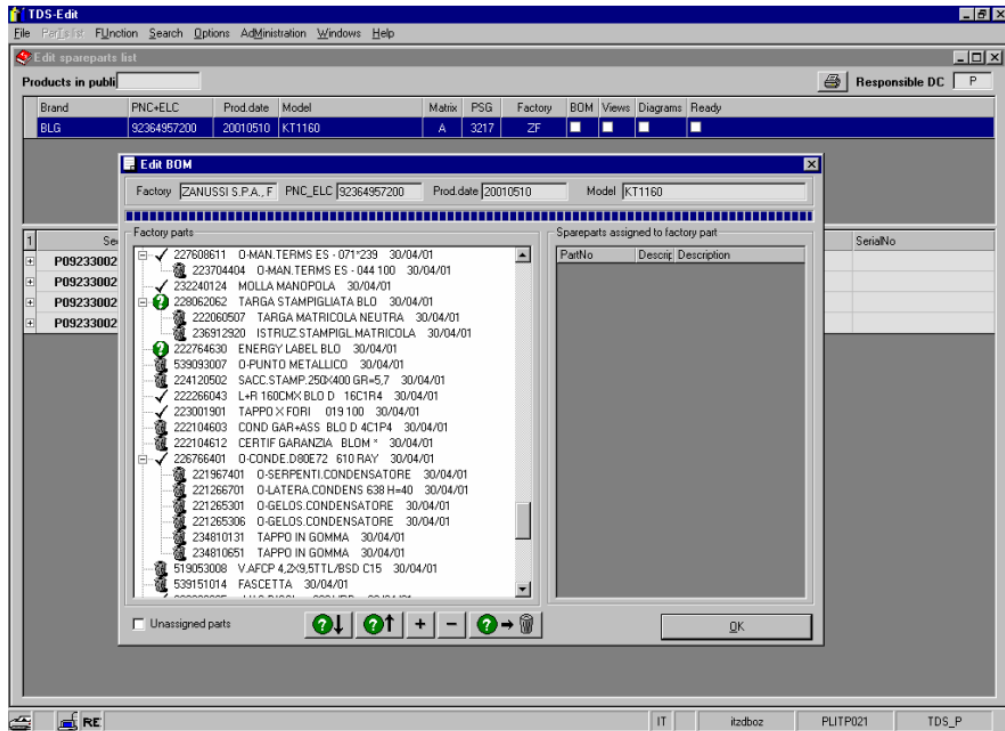 TDS-Edit
File PartsList FUnction Search Options AdMinistration Windows Help
Edit spareparts list
Products in publi Responsible DC P
Brand PNC+ELC Prod.date Model Matrix PSG Factory BOM Views Diagrams Ready
BLG 92364957200 20010510 KT1160 A 3217 ZF
Edit BOM
Factory ZANUSSI S.P.A., F PNC_ELC 92364957200 Prod.date 20010510 Model KT1160
1 Se SerialNo
P09233002
P09233002
P09233002
P09233002
Factory parts
227608611 O-MAN.TERMS ES - 071*239 30/04/01
223704404 O-MAN.TERMS ES - 044 100 30/04/01
232240124 MOLLA MANOPOLA 30/04/01
228062062 TARGA STAMPIGLIATA BLO 30/04/01
222060507 TARGA MATRICOLA NEUTRA 30/04/01
236912920 ISTRUZ.STAMPIGL.MATRICOLA 30/04/01
222764630 ENERGY LABEL BLO 30/04/01
539093007 O-PUNTO METALLICO 30/04/01
224120502 SACC.STAMP.250X400 GR=5,7 30/04/01
222266043 L+R 160CMX BLO D 16C1R4 30/04/01
223001901 TAPPO X FORI 019 100 30/04/01
222104603 COND GAR+ASS BLO D 4C1P4 30/04/01
222104612 CERTIF GARANZIA BLOM * 30/04/01
226766401 O-CONDE.D80E72 610 RAY 30/04/01
221967401 O-SERPENTI.CONDENSATORE 30/04/01
221266701 O-LATERA.CONDENS 638 H=40 30/04/01
221265301 O-GELOS.CONDENSATORE 30/04/01
221265306 O-GELOS.CONDENSATORE 30/04/01
234810131 TAPPO IN GOMMA 30/04/01
234810651 TAPPO IN GOMMA 30/04/01
519053008 V.AFCP 4,2X9,5TTL/BSD C15 30/04/01
539151014 FASCETTA 30/04/01
Spareparts assigned to factory part
PartNo Descrip Description
Unassigned parts + - OK
RE IT itzdboz PLITP021 TDS_P